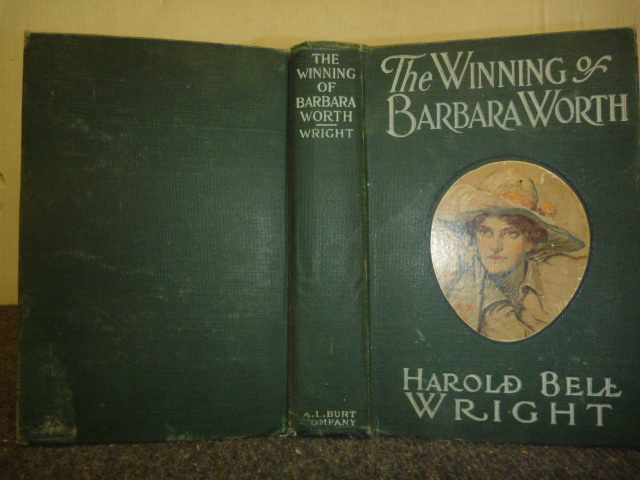 THE
WINNING
OF
BARBARA
WORTH
WRIGHT
A.L. BURT
COMPANY
The WINNING of
BARBARA WORTH
HAROLD BELL
WRIGHT